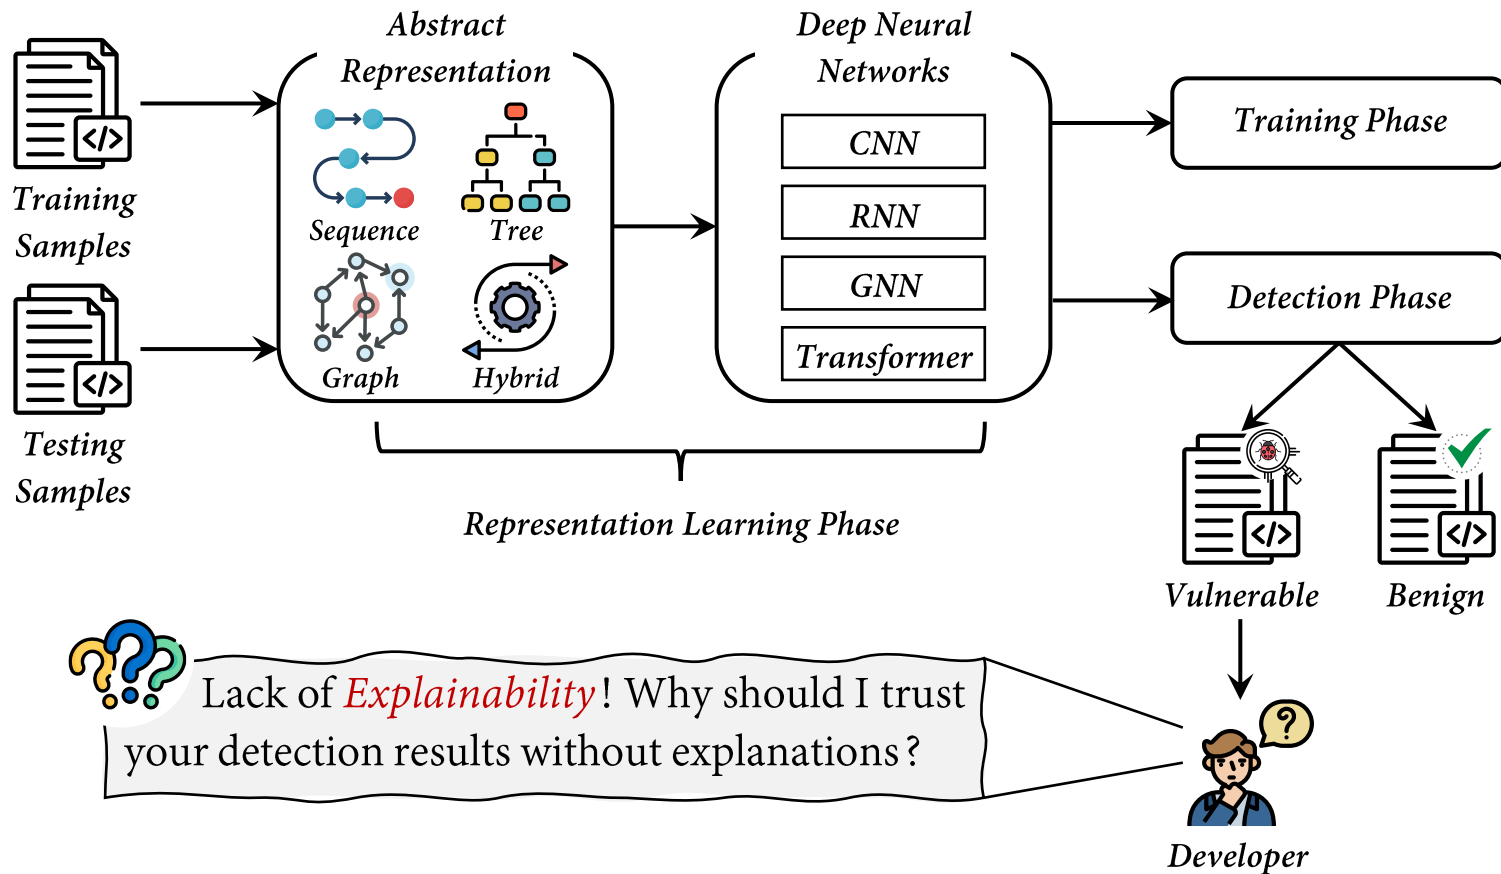 Abstract
Representation
Deep Neural
Networks
Training
Samples
</>
Sequence
Tree
Graph
Hybrid
CNN
RNN
GNN
Transformer
Training Phase
Detection Phase
Testing
Samples
</>
Representation Learning Phase
</>
Vulnerable
</>
Benign
???
Lack of Explainability! Why should I trust
your detection results without explanations?
?
Developer